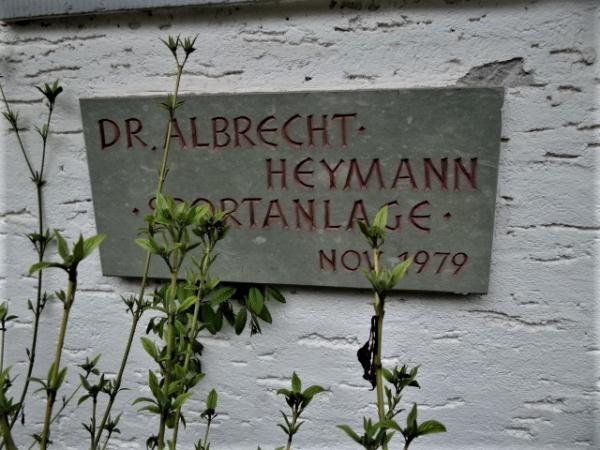 DR. ALBRECHT·
HEYMANN
·SPORTANLAGE·
NOV. 1979